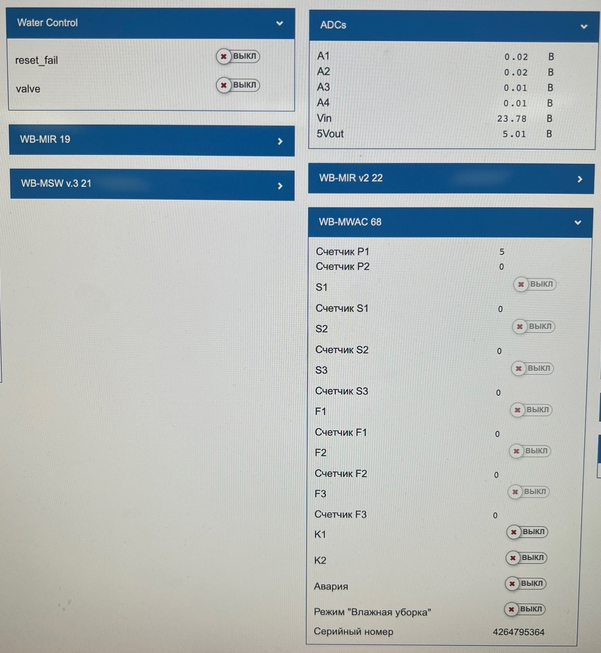 Water Control
reset_fail ВЫКЛ
valve ВЫКЛ
WB-MIR 19
WB-MSW v.3 21
ADCs
A1 0.02 В
A2 0.02 В
A3 0.01 В
A4 0.01 В
Vin 23.78 В
5Vout 5.01 В
WB-MIR v2 22
WB-MWAC 68
Счетчик P1 5
Счетчик P2 0
S1 ВЫКЛ
Счетчик S1 0
S2 ВЫКЛ
Счетчик S2 0
S3 ВЫКЛ
Счетчик S3 0
F1 ВЫКЛ
Счетчик F1 0
F2 ВЫКЛ
Счетчик F2 0
F3 ВЫКЛ
Счетчик F3 0
K1 ВЫКЛ
K2 ВЫКЛ
Авария ВЫКЛ
Режим "Влажная уборка" ВЫКЛ
Серийный номер 4264795364